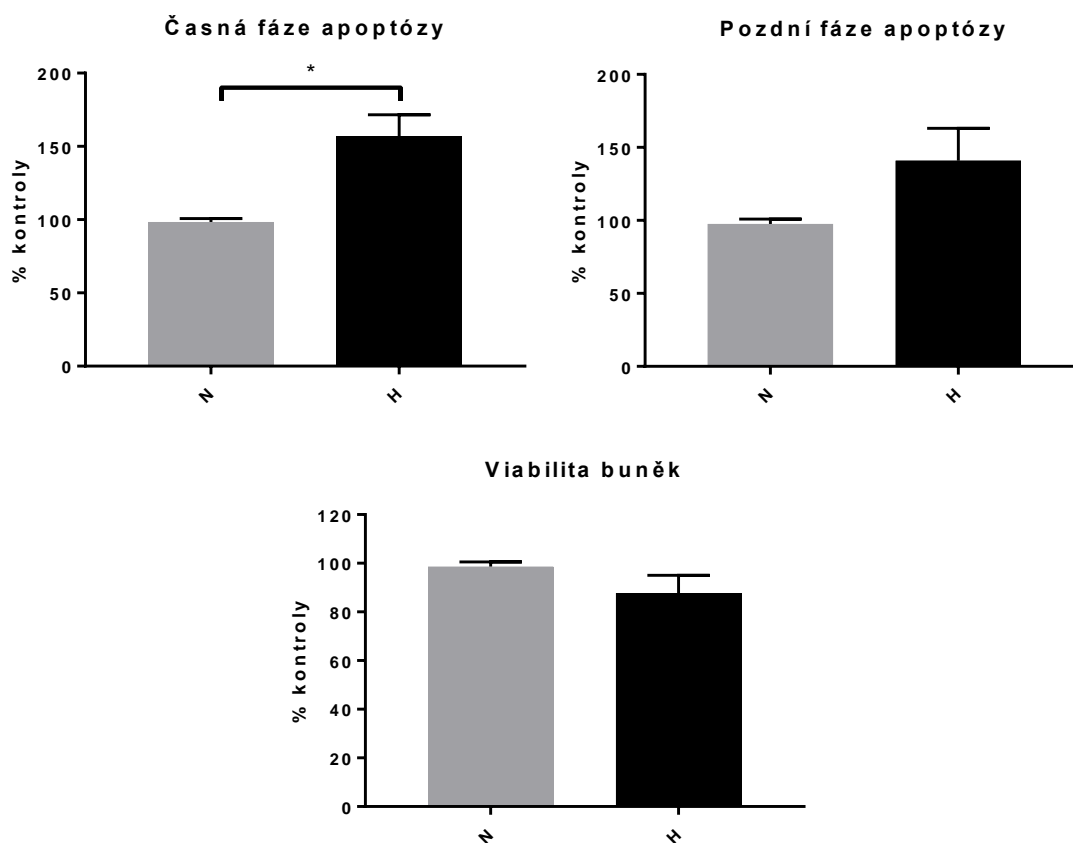 Časná fáze apoptózy
*
200
150
100
50
0
% kontroly
N
H
Pozdní fáze apoptózy
200
150
100
50
0
% kontroly
N
H
Viabilita buněk
120
100
80
60
40
20
0
% kontroly
N
H